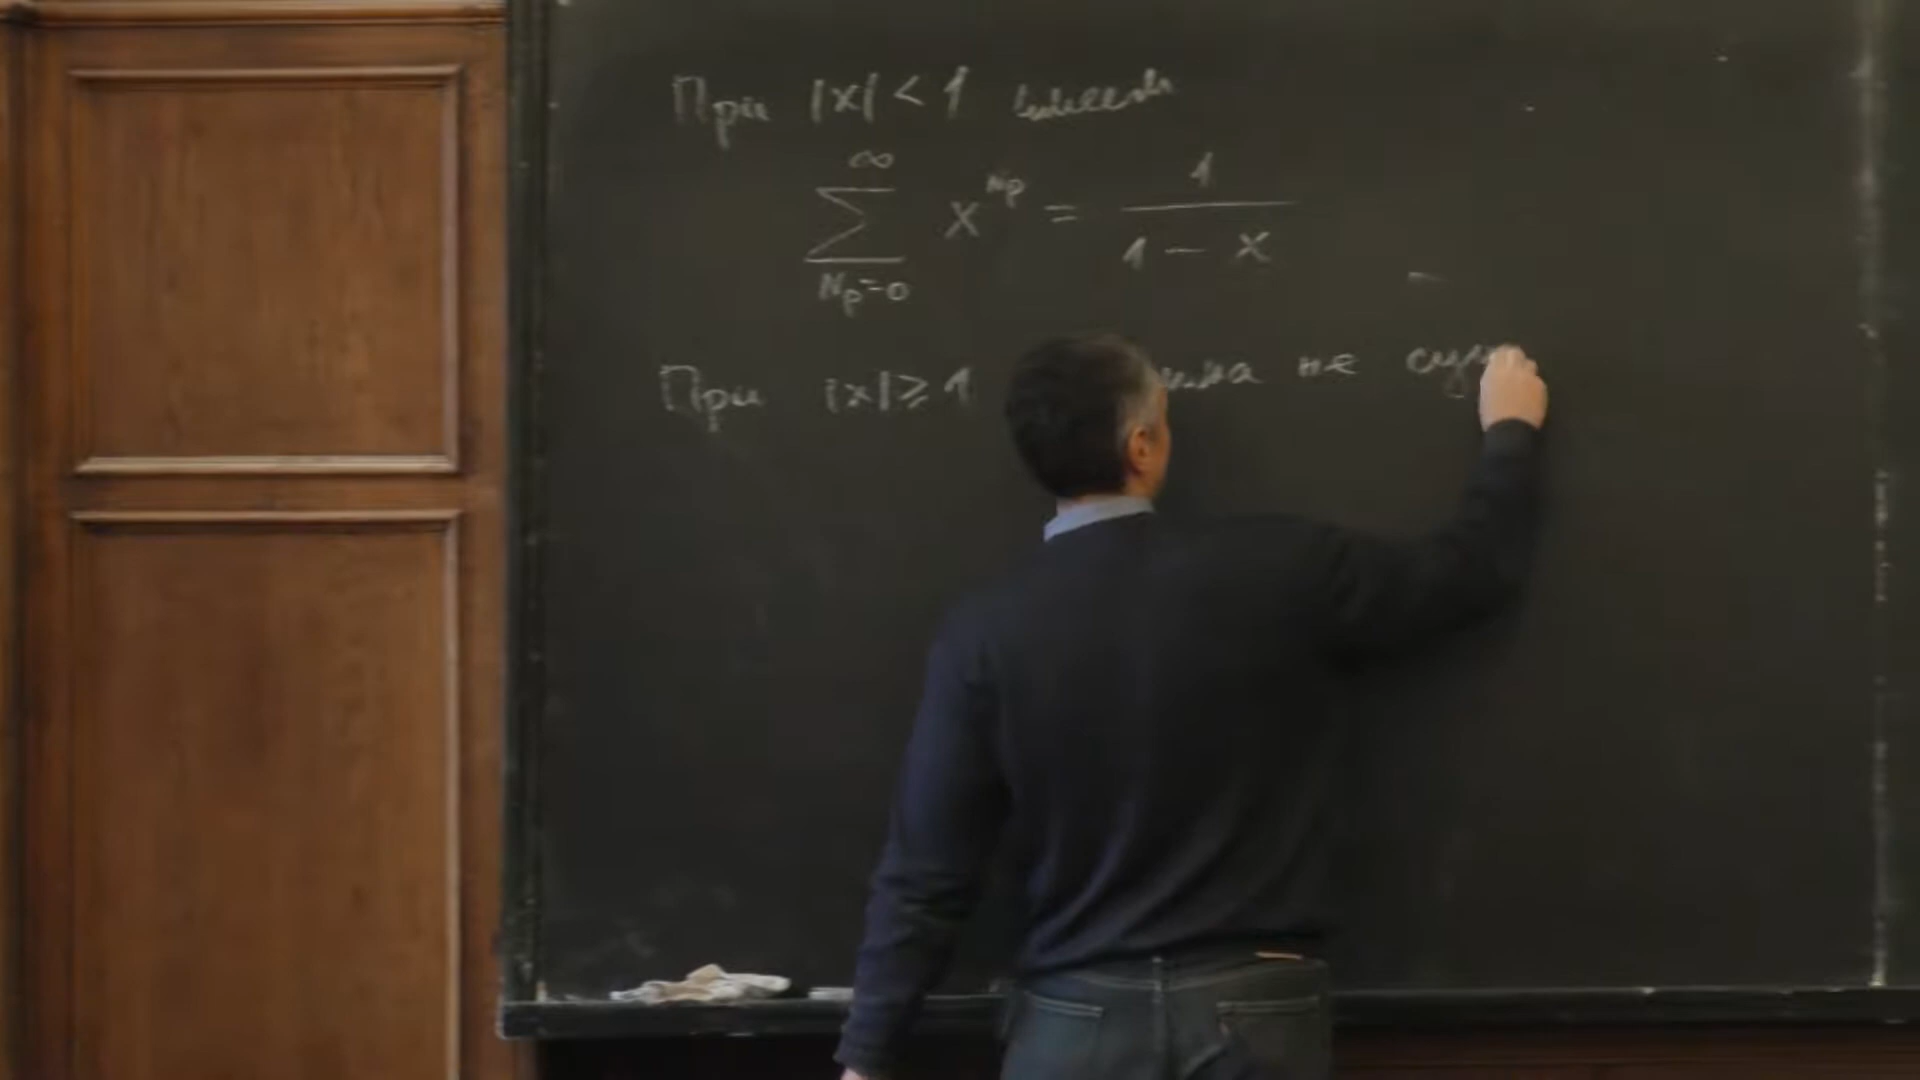 При |x| < 1 имеем
∞
∑ x^{N_p} = 1 / (1 − x)
N_p = 0
При |x| ≥ 1 не